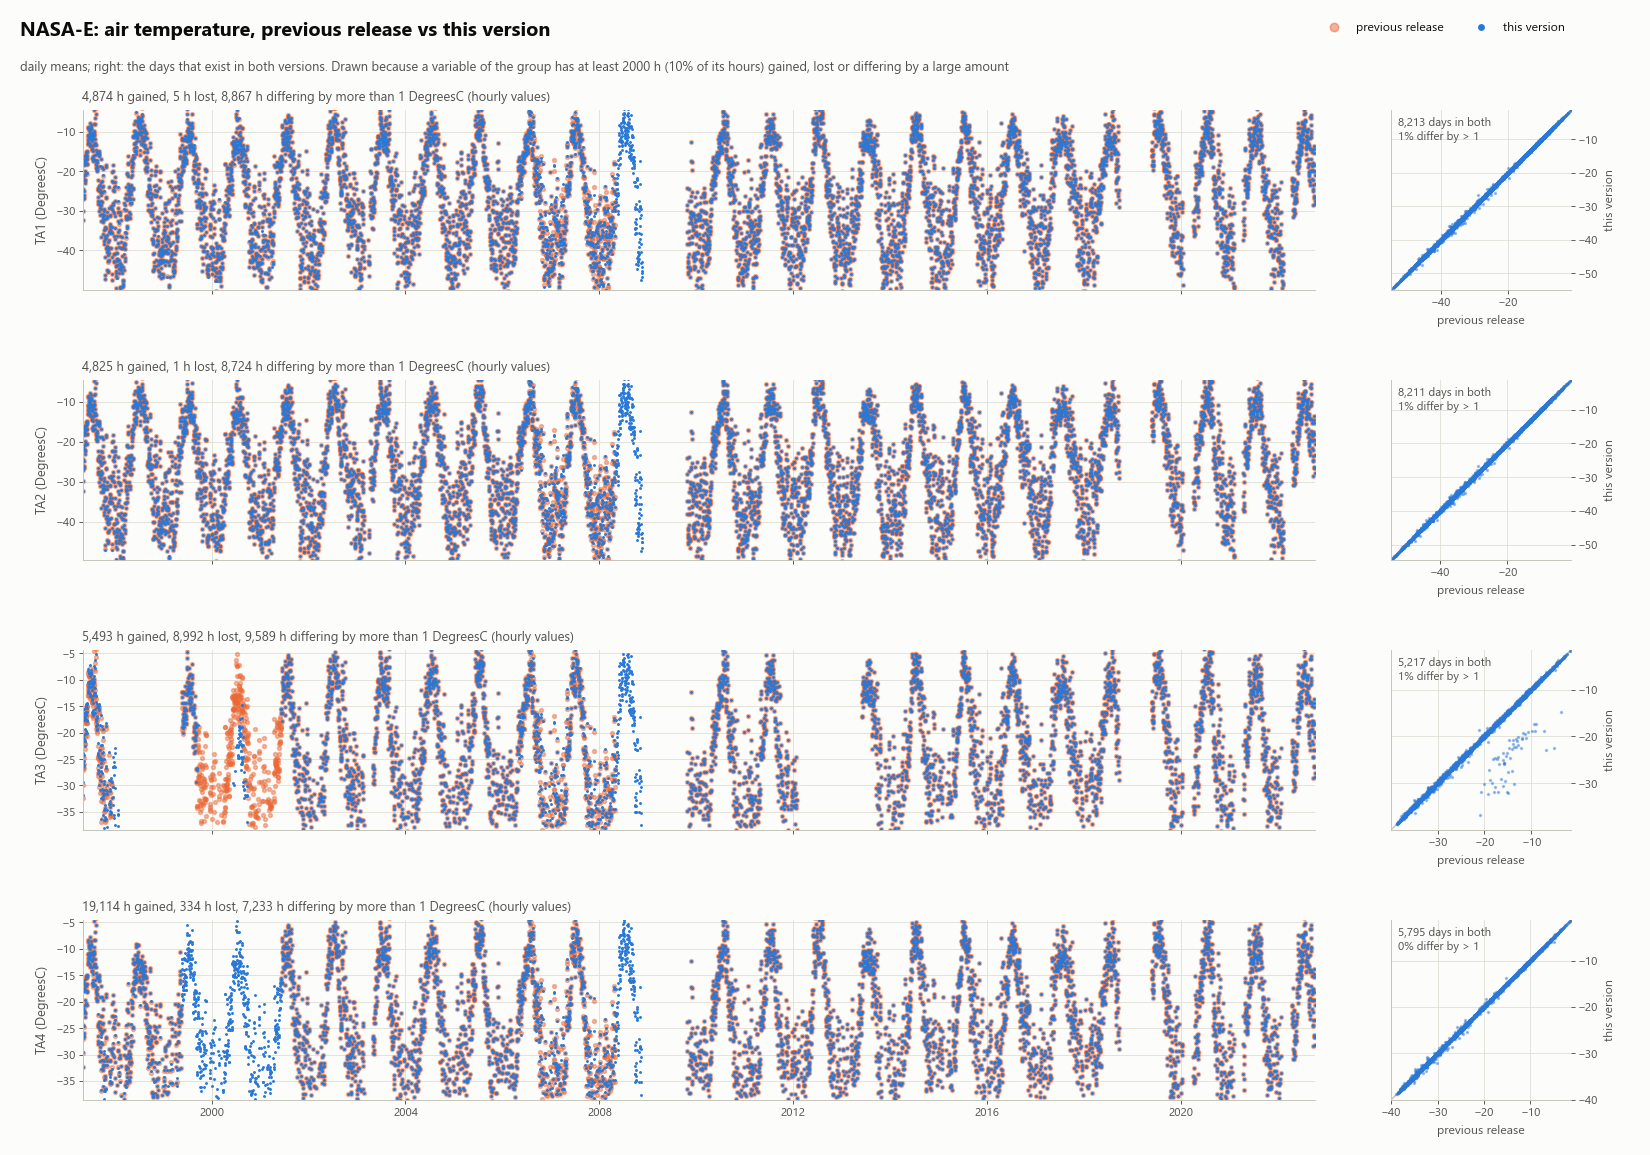 NASA-E: air temperature, previous release vs this version
previous release
this version
daily means; right: the days that exist in both versions. Drawn because a variable of the group has at least 2000 h (10% of its hours) gained, lost or differing by a large amount
4,874 h gained, 5 h lost, 8,867 h differing by more than 1 DegreesC (hourly values)
TA1 (DegreesC)
−10
−20
−30
−40
8,213 days in both
1% differ by > 1
−10
−20
−30
−40
−50
this version
−40 −20
previous release
4,825 h gained, 1 h lost, 8,724 h differing by more than 1 DegreesC (hourly values)
TA2 (DegreesC)
−10
−20
−30
−40
8,211 days in both
1% differ by > 1
−10
−20
−30
−40
−50
this version
−40 −20
previous release
5,493 h gained, 8,992 h lost, 9,589 h differing by more than 1 DegreesC (hourly values)
TA3 (DegreesC)
−5
−10
−15
−20
−25
−30
−35
5,217 days in both
1% differ by > 1
−10
−20
−30
this version
−30 −20 −10
previous release
19,114 h gained, 334 h lost, 7,233 h differing by more than 1 DegreesC (hourly values)
TA4 (DegreesC)
−5
−10
−15
−20
−25
−30
−35
2000 2004 2008 2012 2016 2020
5,795 days in both
0% differ by > 1
−10
−20
−30
−40
this version
−40 −30 −20 −10
previous release